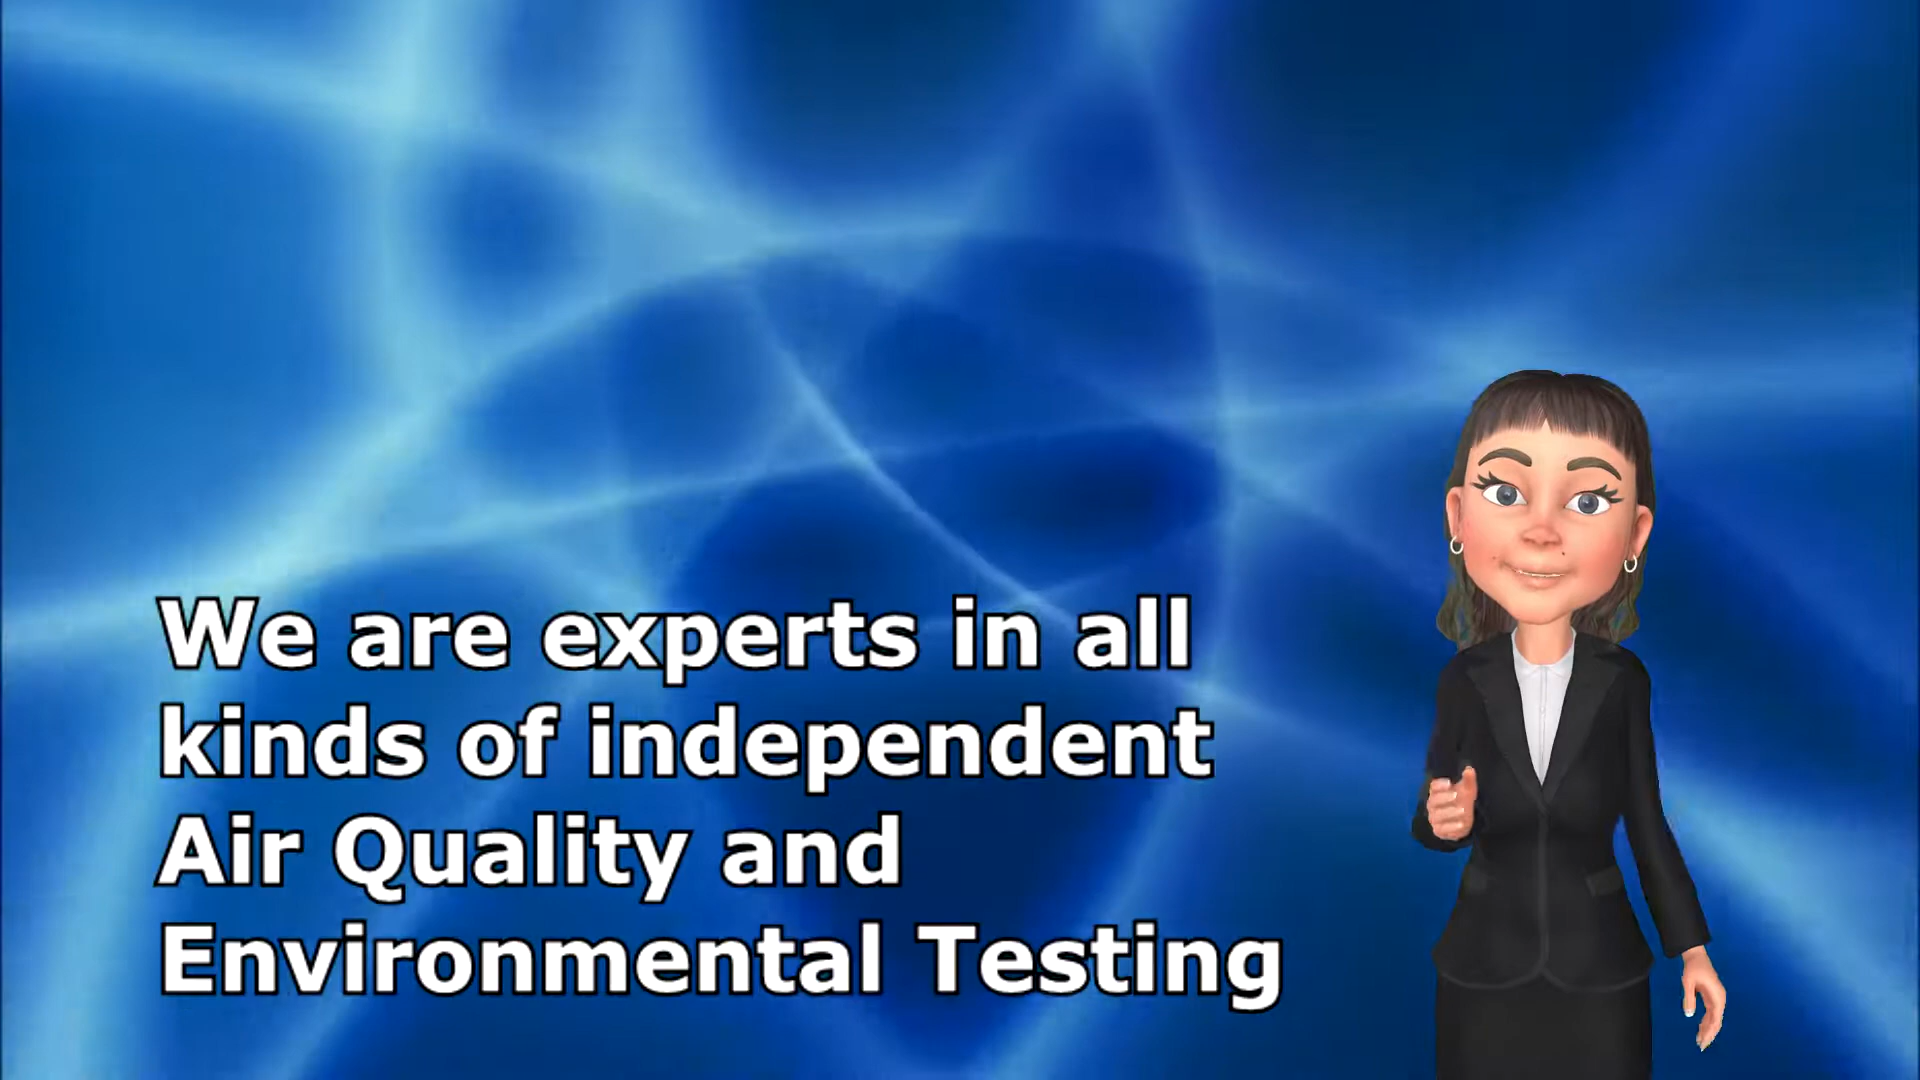 We are experts in all
kinds of independent
Air Quality and
Environmental Testing